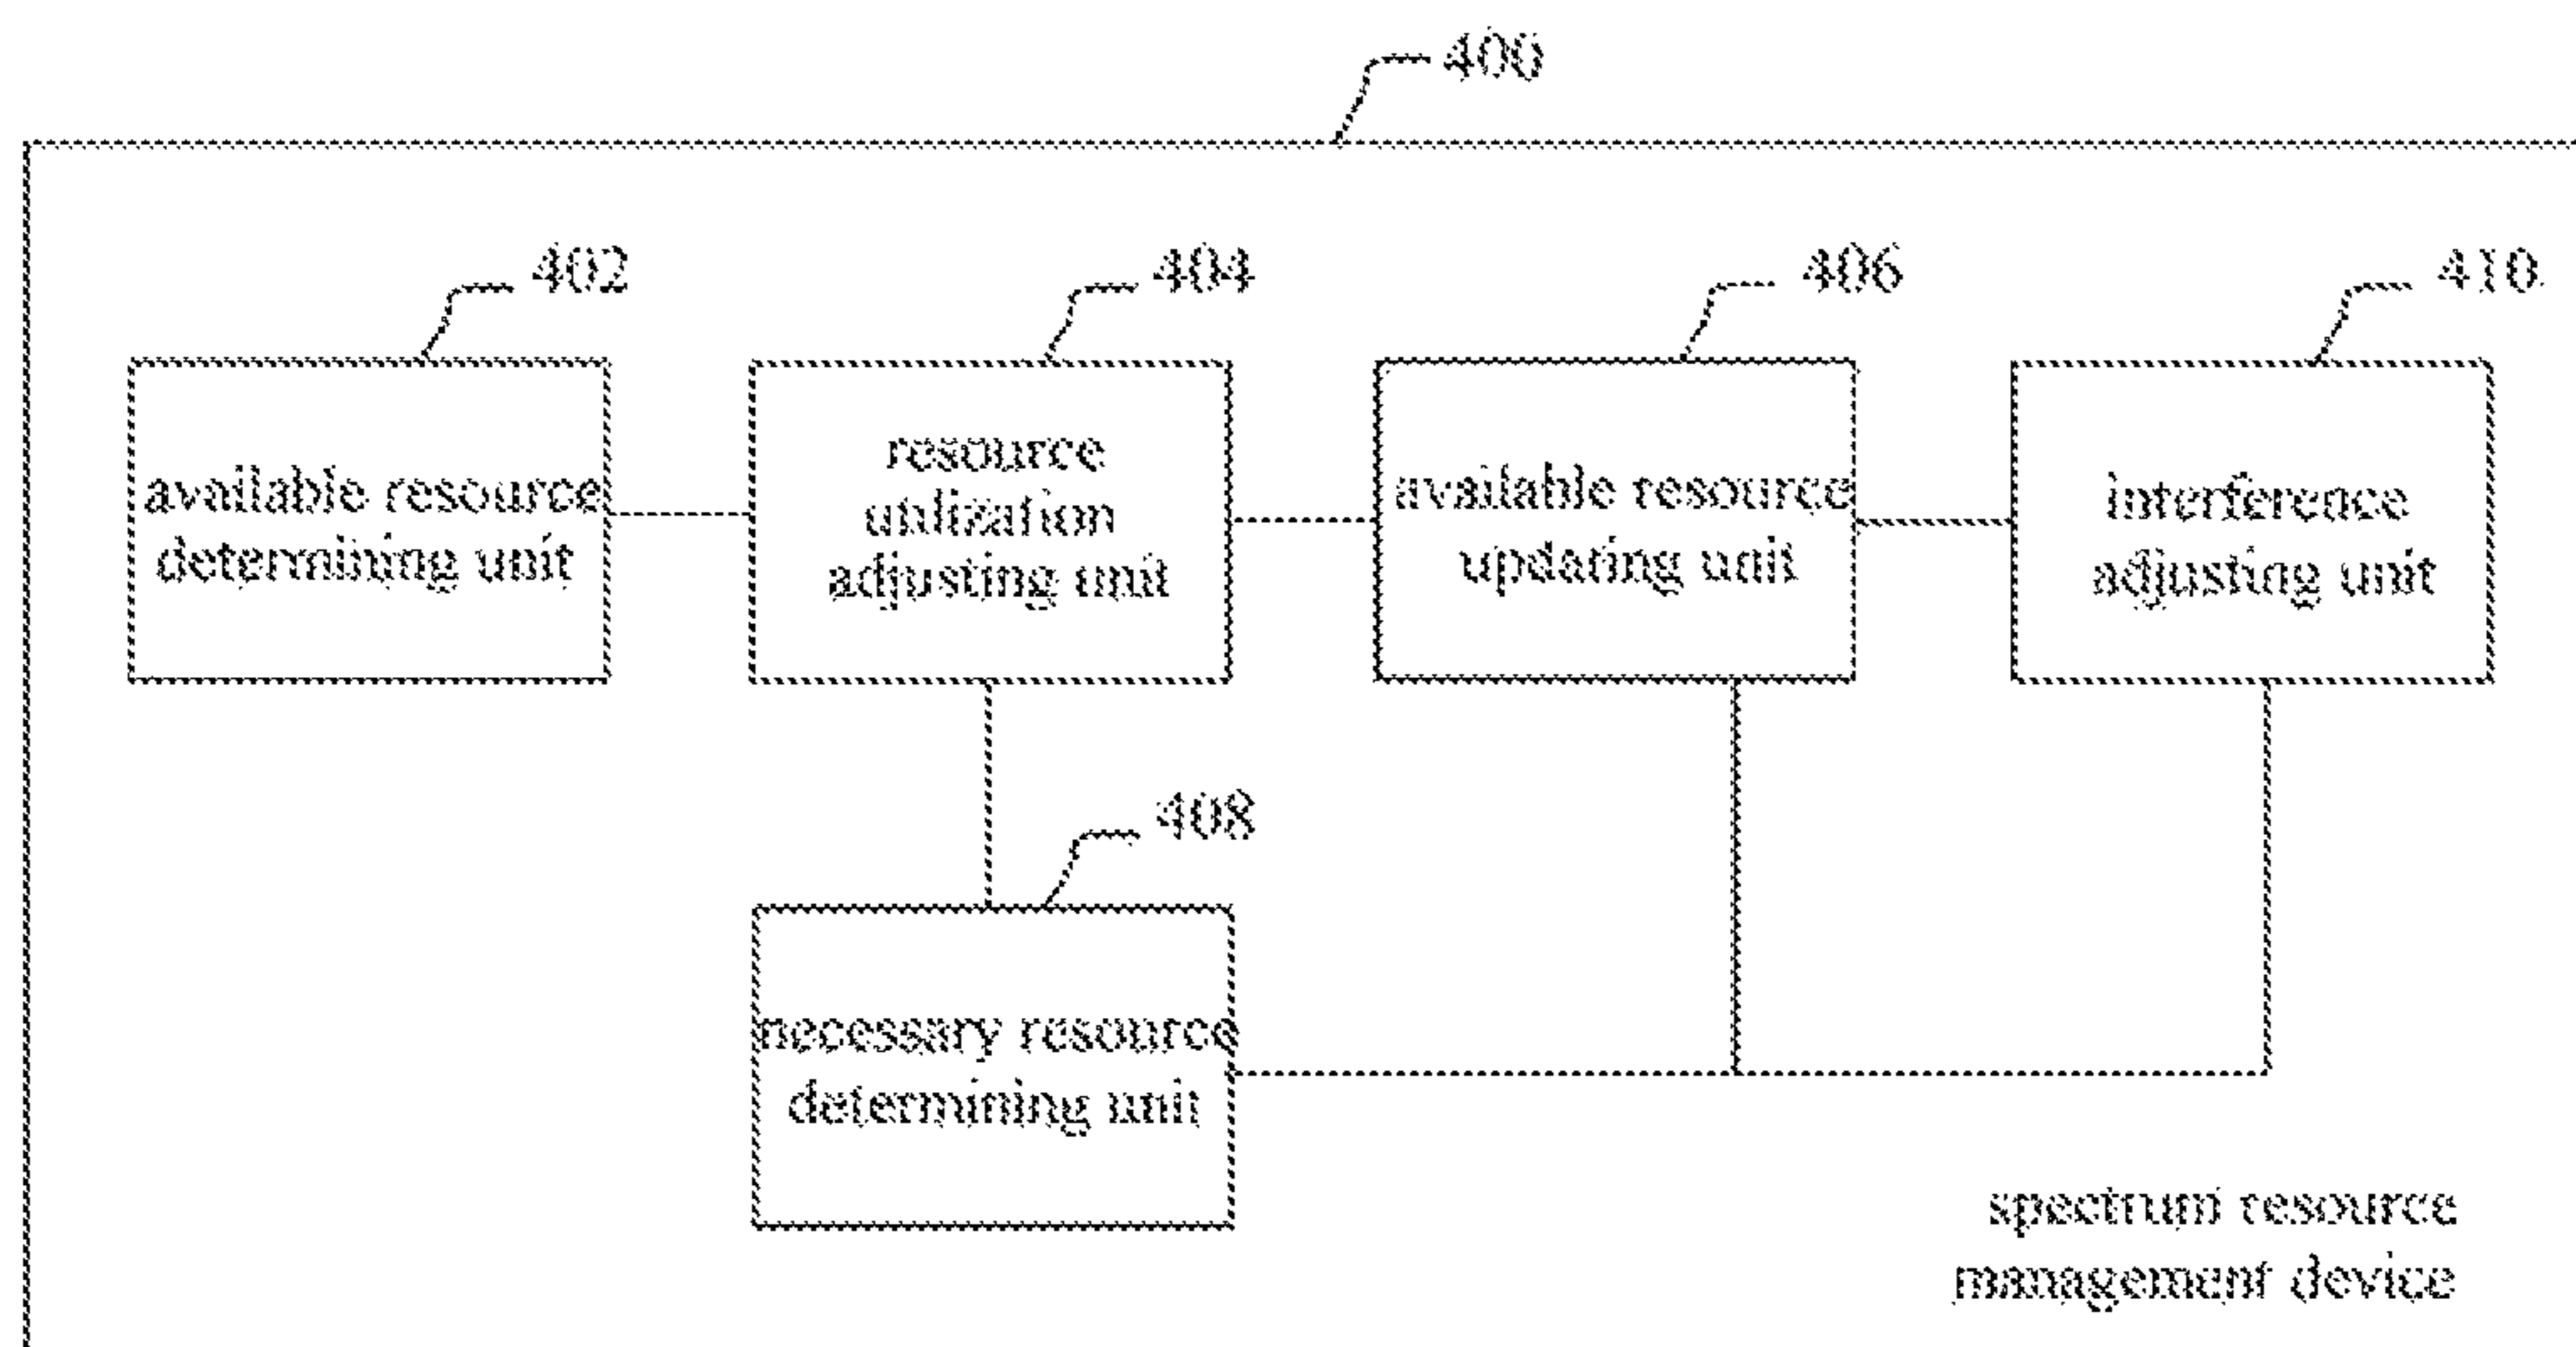 400
402
404
406
410
available resource
determining unit
resource
utilization
adjusting unit
available resource
updating unit
interference
adjusting unit
408
necessary resource
determining unit
spectrum resource
management device